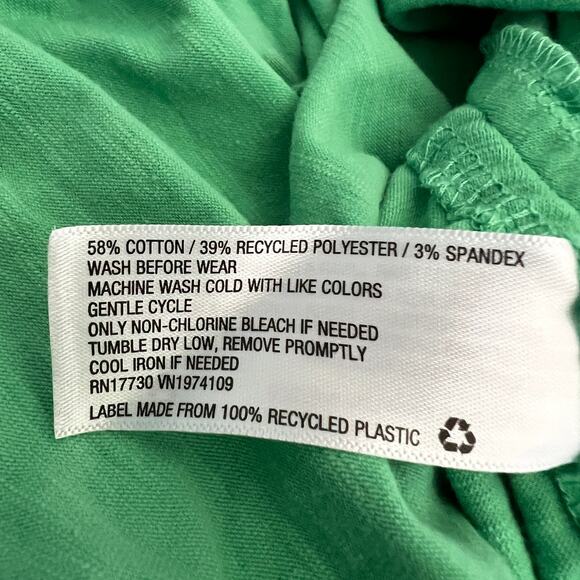 58% COTTON / 39% RECYCLED POLYESTER / 3% SPANDEX
WASH BEFORE WEAR
MACHINE WASH COLD WITH LIKE COLORS
GENTLE CYCLE
ONLY NON-CHLORINE BLEACH IF NEEDED
TUMBLE DRY LOW, REMOVE PROMPTLY
COOL IRON IF NEEDED
RN17730 VN1974109
LABEL MADE FROM 100% RECYCLED PLASTIC